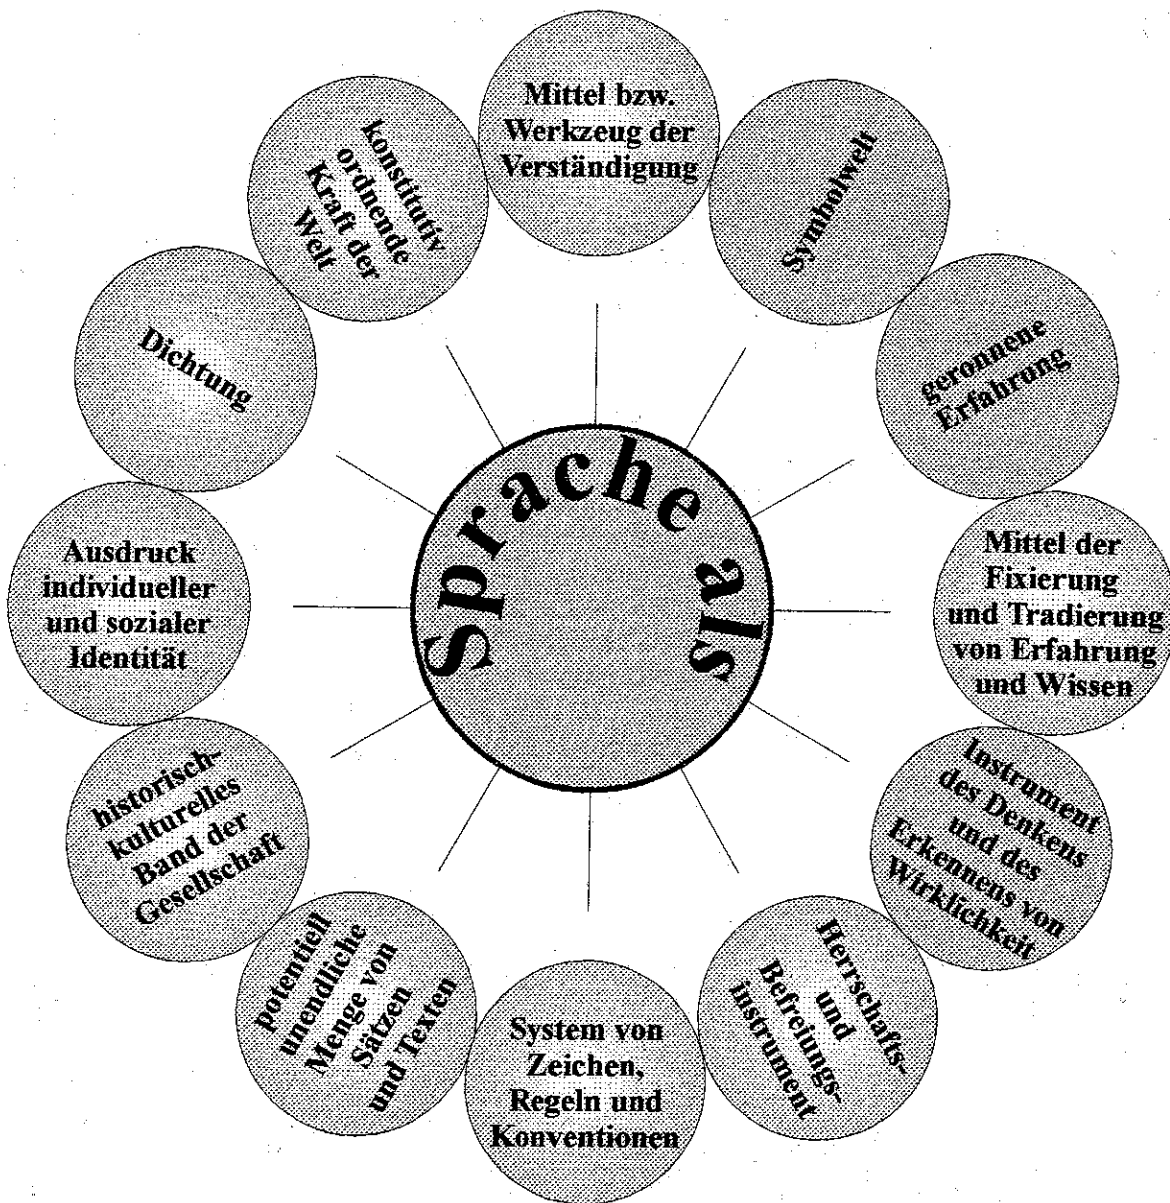 Sprache als
Mittel bzw.
Werkzeug der
Verständigung
Symbolwelt
geronnene
Erfahrung
Mittel der
Fixierung
und Tradierung
von Erfahrung
und Wissen
Instrument
des Denkens
und des
Erkennens von
Wirklichkeit
Herrschafts-
und
Befreiungs-
instrument
System von
Zeichen,
Regeln und
Konventionen
potentiell
unendliche
Menge von
Sätzen
und Texten
historisch-
kulturelles
Band der
Gesellschaft
Ausdruck
individueller
und sozialer
Identität
Dichtung
konstitutiv
ordnende
Kraft der
Welt